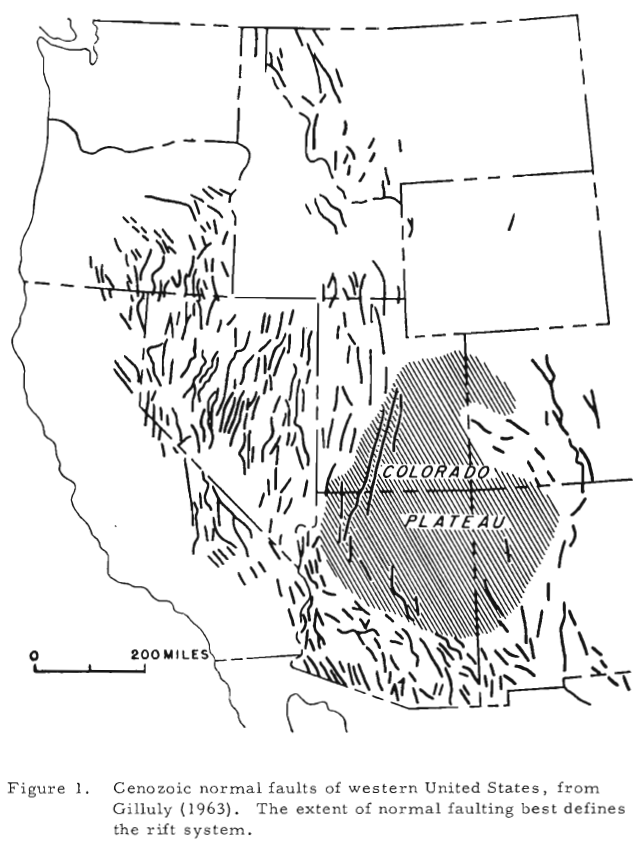 COLORADO
PLATEAU
0 200 MILES
Figure 1. Cenozoic normal faults of western United States, from
Gilluly (1963). The extent of normal faulting best defines
the rift system.